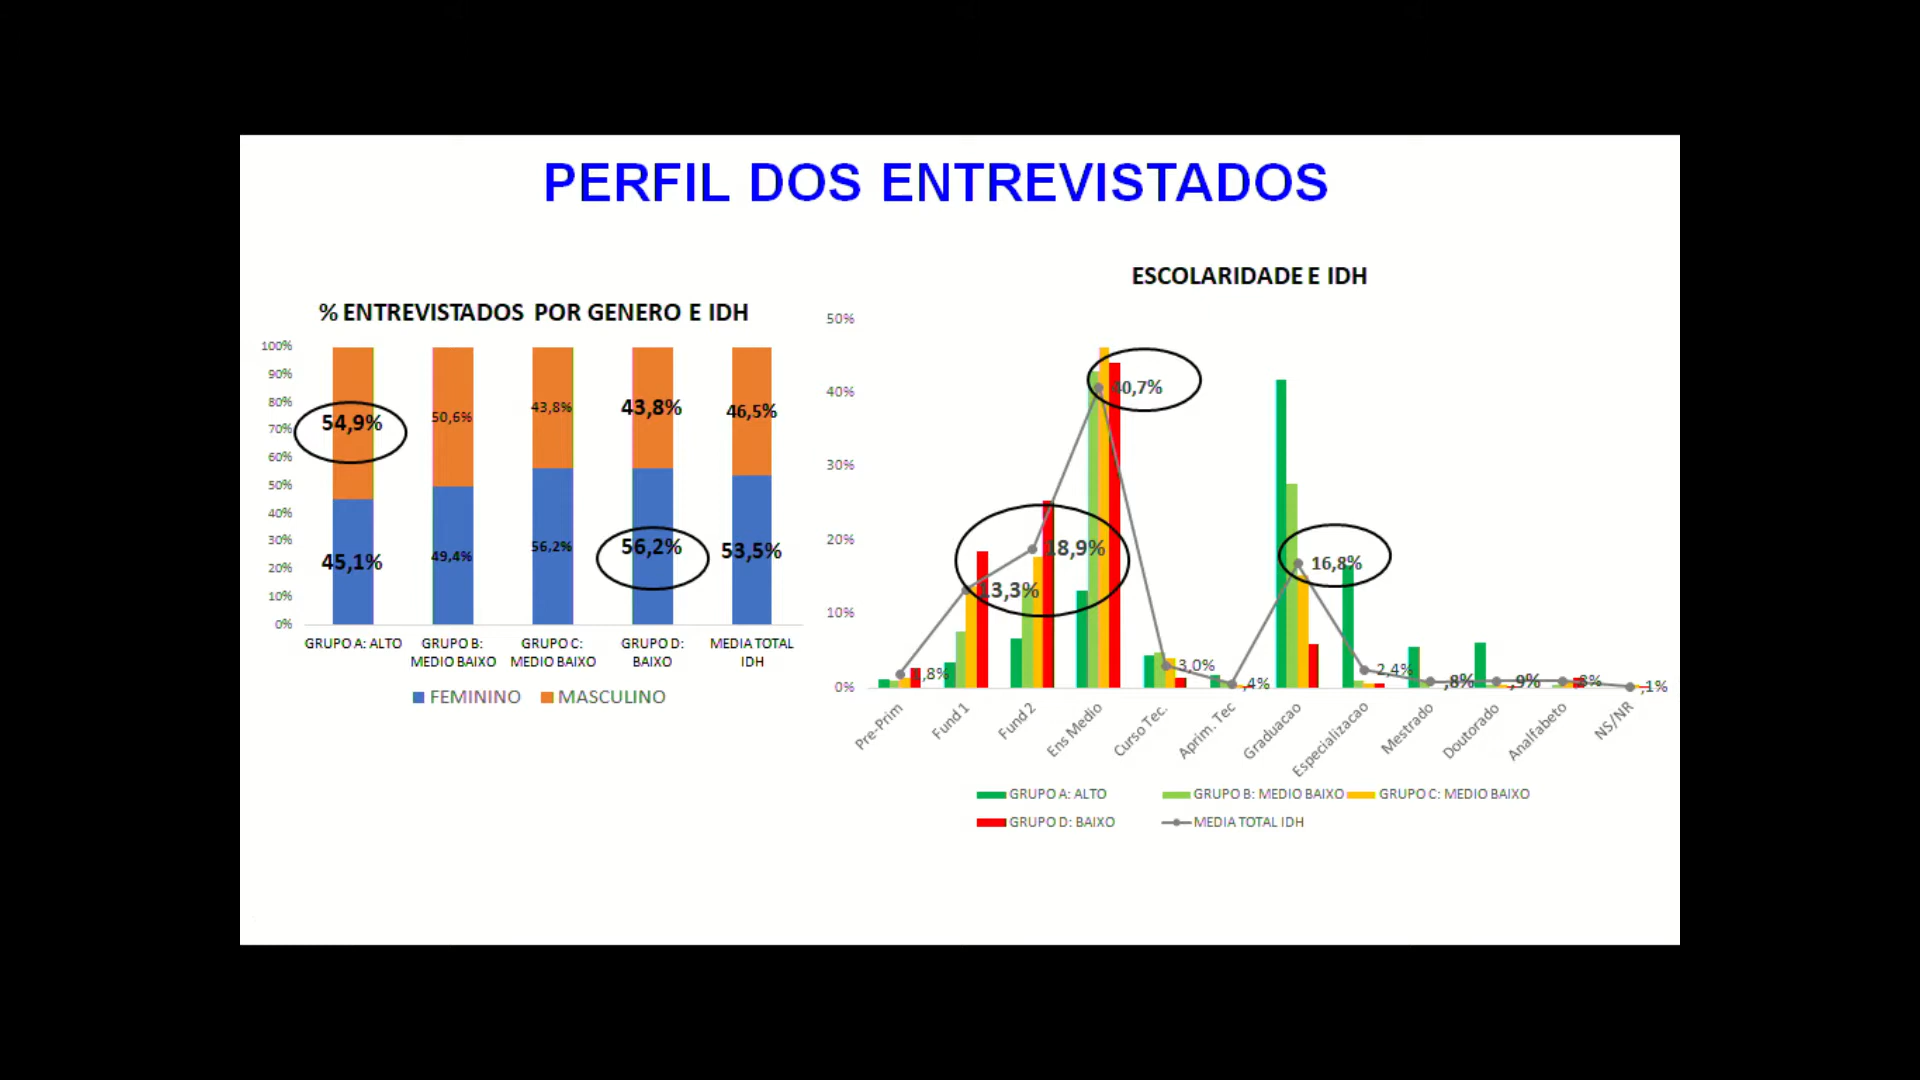 PERFIL DOS ENTREVISTADOS
% ENTREVISTADOS POR GENERO E IDH
100%
90%
80%
70%
60%
50%
40%
30%
20%
10%
0%
54,9%
50,6%
43,8%
43,8%
46,5%
45,1%
49,4%
56,2%
56,2%
53,5%
GRUPO A: ALTO
GRUPO B:
MEDIO BAIXO
GRUPO C:
MEDIO BAIXO
GRUPO D:
BAIXO
MEDIA TOTAL
IDH
FEMININO
MASCULINO
ESCOLARIDADE E IDH
50%
40%
30%
20%
10%
0%
13,3%
18,9%
40,7%
3,0%
,4%
16,8%
2,4%
,8%
,9%
,1%
Pre-Prim
Fund 1
Fund 2
Ens Medio
Curso Tec.
Aprim. Tec
Graduacao
Especializacao
Mestrado
Doutorado
Analfabeto
NS/NR
GRUPO A: ALTO
GRUPO B: MEDIO BAIXO
GRUPO C: MEDIO BAIXO
GRUPO D: BAIXO
MEDIA TOTAL IDH